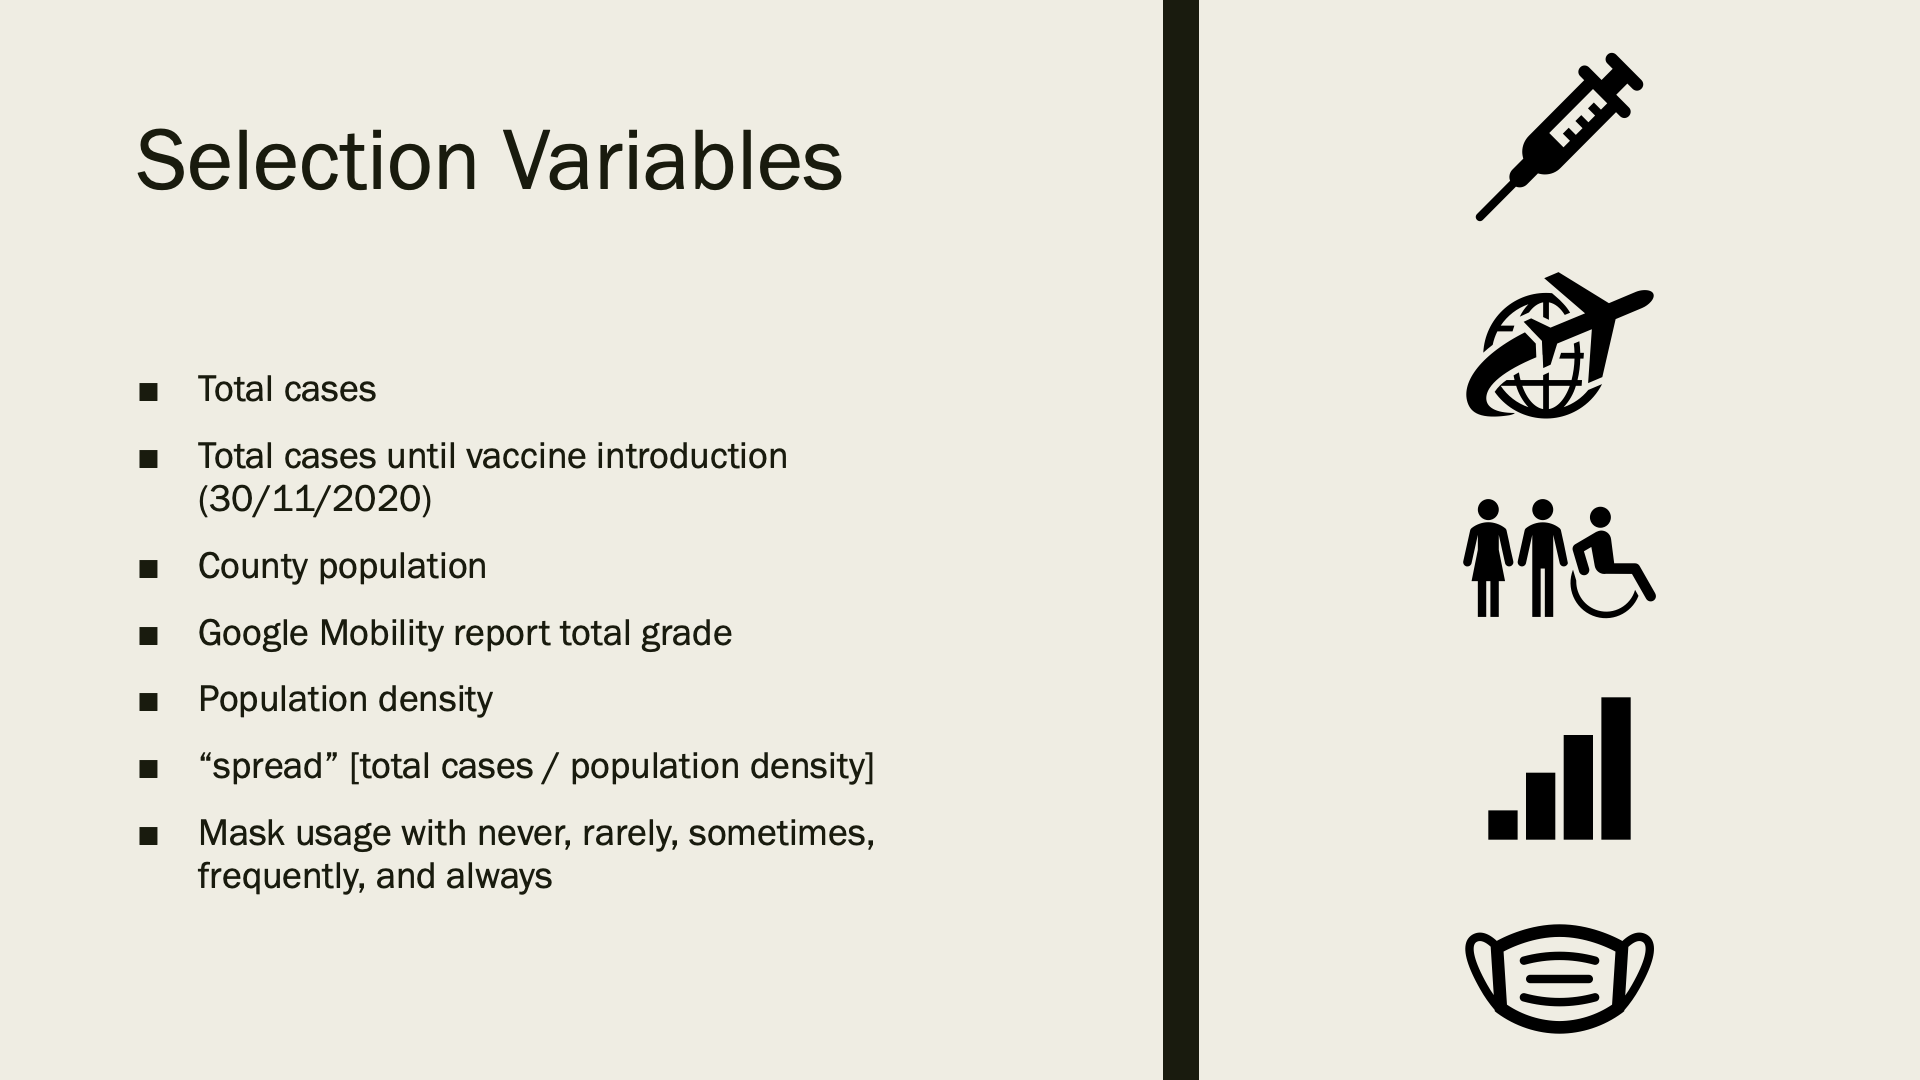 Selection Variables
■ Total cases
■ Total cases until vaccine introduction
(30/11/2020)
■ County population
■ Google Mobility report total grade
■ Population density
■ “spread” [total cases / population density]
■ Mask usage with never, rarely, sometimes,
frequently, and always